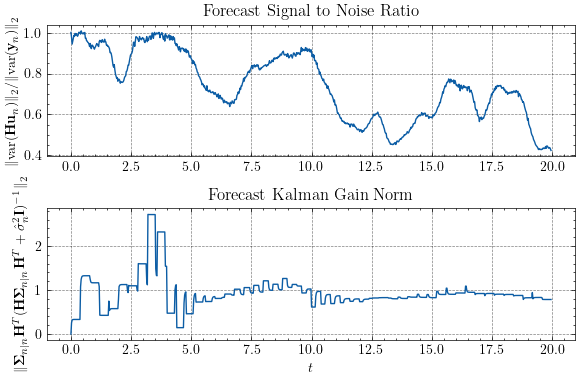 Forecast Signal to Noise Ratio
‖var(Hu_n)‖_2/‖var(y_n)‖_2
1.0
0.8
0.6
0.4
0.0 2.5 5.0 7.5 10.0 12.5 15.0 17.5 20.0
Forecast Kalman Gain Norm
‖Σ_{n|n}H^T(HΣ_{n|n}H^T + σ̂_n^2 I)^{-1}‖_2
2
1
0
0.0 2.5 5.0 7.5 10.0 12.5 15.0 17.5 20.0
t